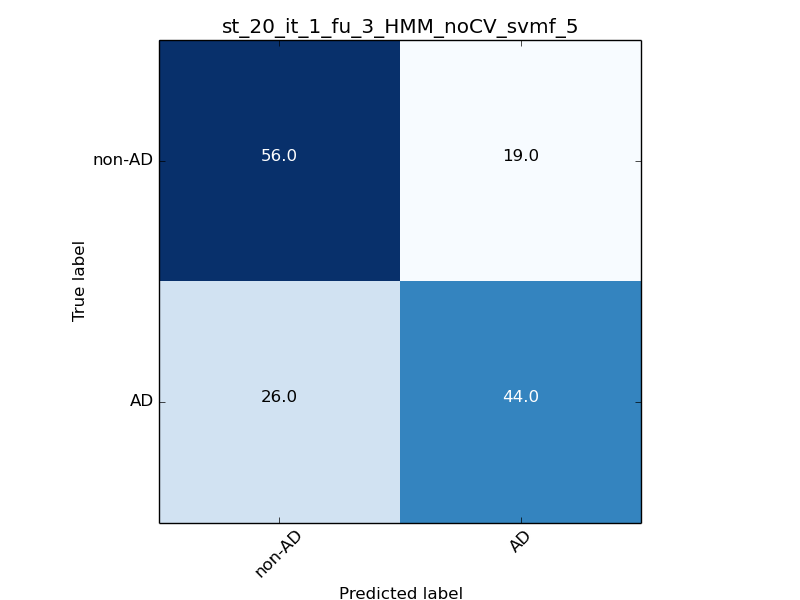 st_20_it_1_fu_3_HMM_noCV_svmf_5
non-AD
56.0
19.0
True label
AD
26.0
44.0
non-AD
AD
Predicted label